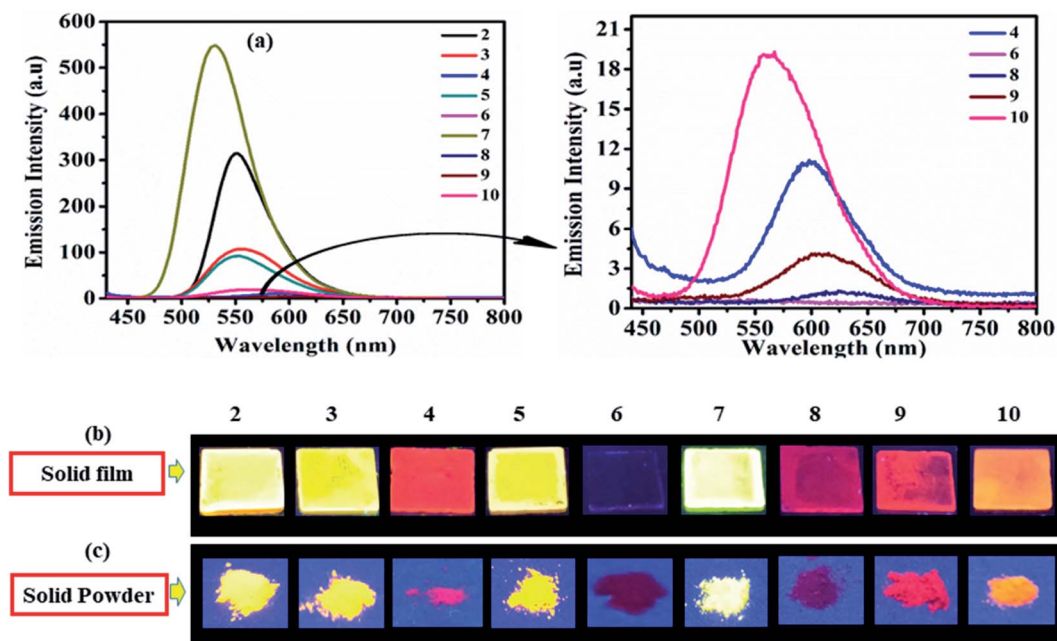 (a)
Emission Intensity (a.u)
600
500
400
300
200
100
0
2
3
4
5
6
7
8
9
10
450 500 550 600 650 700 750 800
Wavelength (nm)
Emission Intensity (a.u)
21
18
15
12
9
6
3
0
4
6
8
9
10
450 500 550 600 650 700 750 800
Wavelength (nm)
2 3 4 5 6 7 8 9 10
(b)
Solid film
(c)
Solid Powder